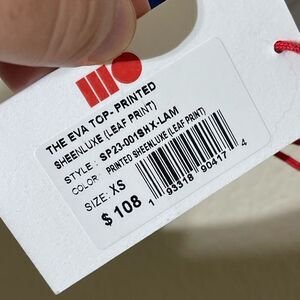 THE EVA TOP- PRINTED
SHEENLUXE (LEAF PRINT)
STYLE : SP23-001SHX-LAM
COLOR : PRINTED SHEENLUXE (LEAF PRINT)
SIZE: XS
$ 108
1 93318 90417 4